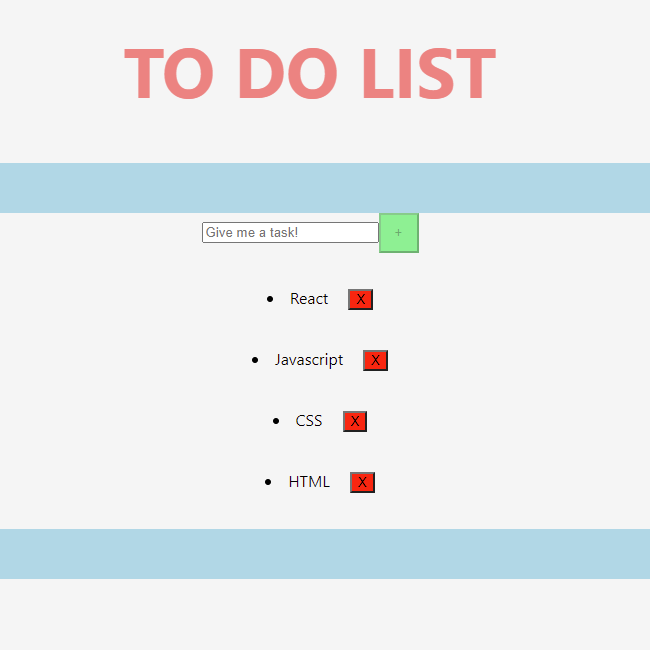 TO DO LIST
Give me a task! +
React X
Javascript X
CSS X
HTML X